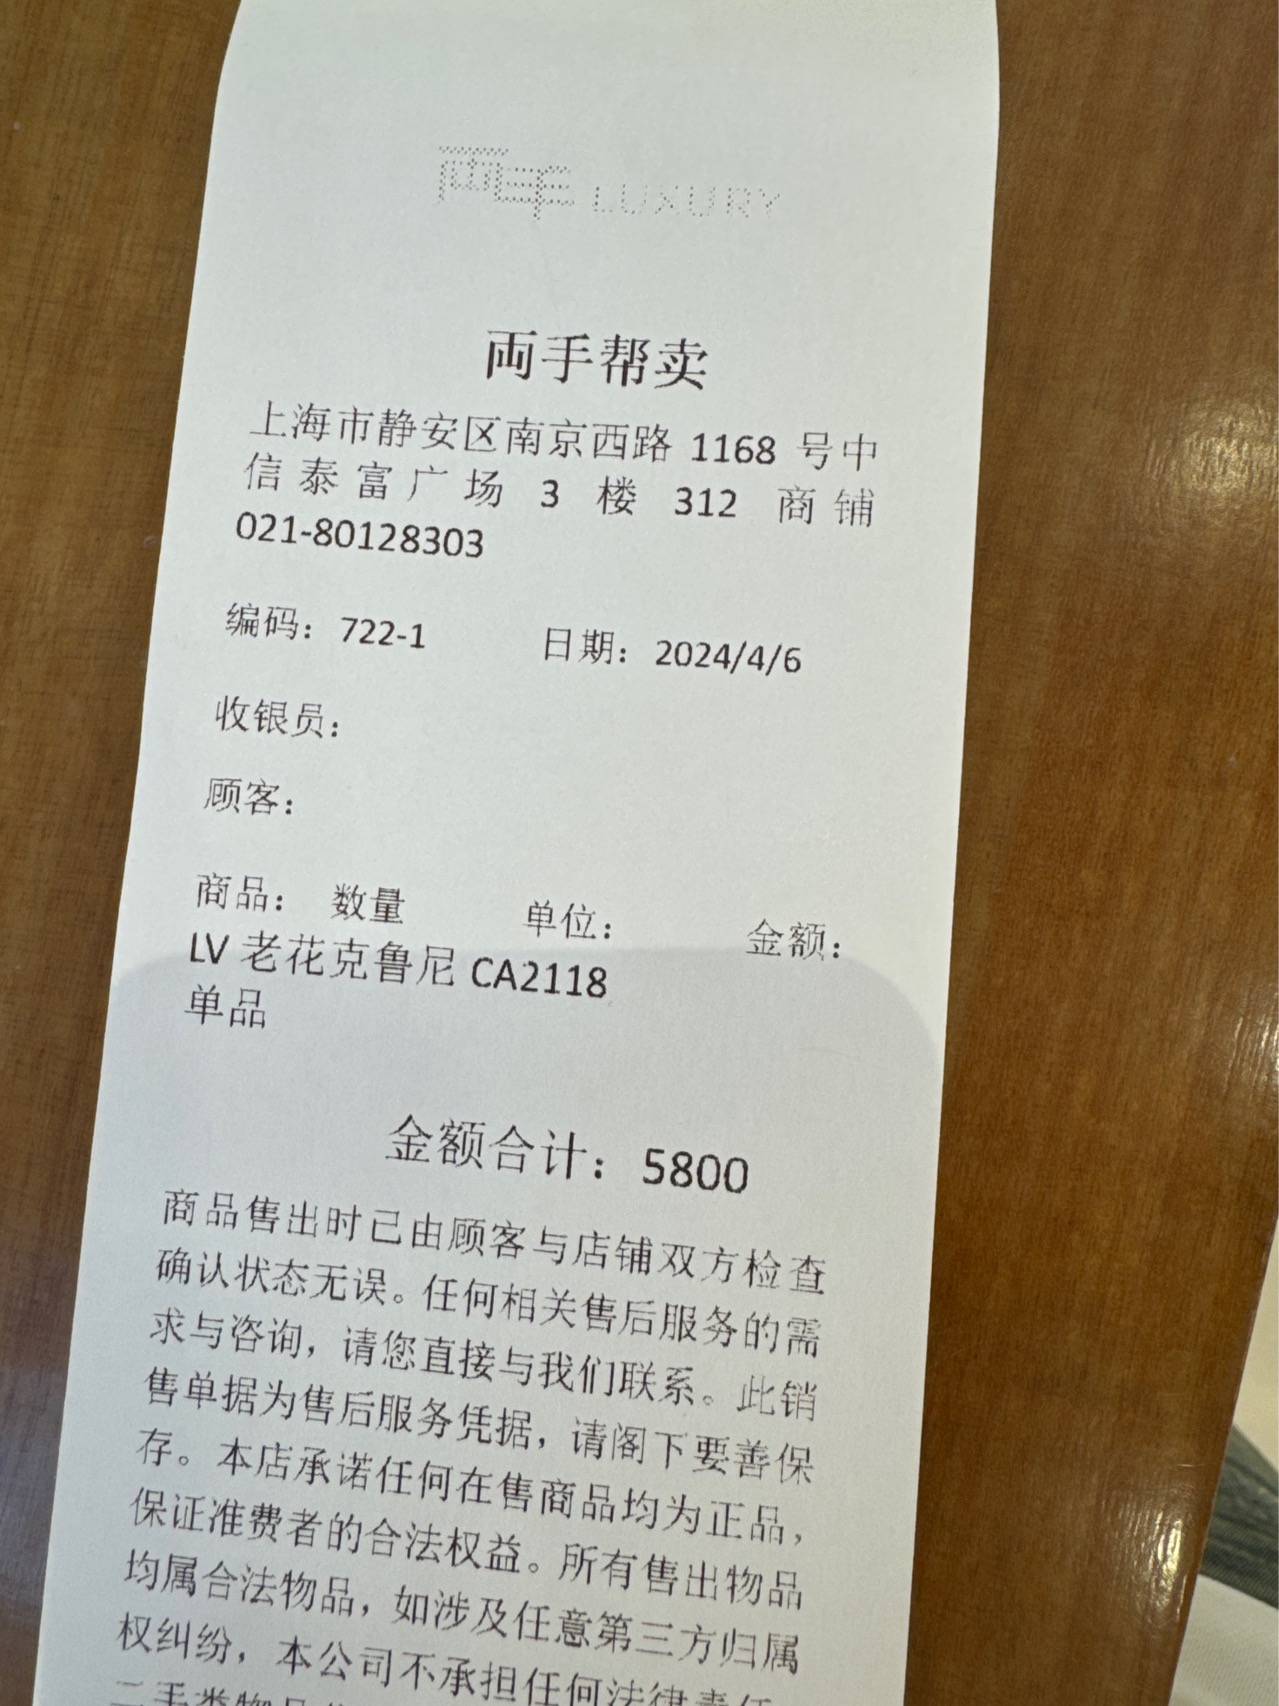 両手 LUXURY
両手帮卖
上海市静安区南京西路 1168 号中
信泰富广场 3 楼 312 商铺
021-80128303
编码： 722-1 日期： 2024/4/6
收银员：
顾客：
商品： 数量 单位： 金额：
LV 老花克鲁尼 CA2118
单品
金额合计： 5800
商品售出时已由顾客与店铺双方检查
确认状态无误。任何相关售后服务的需
求与咨询，请您直接与我们联系。此销
售单据为售后服务凭据，请阁下要善保
存。本店承诺任何在售商品均为正品，
保证准费者的合法权益。所有售出物品
均属合法物品，如涉及任意第三方归属
权纠纷，本公司不承担任何法律责任
二手类物品